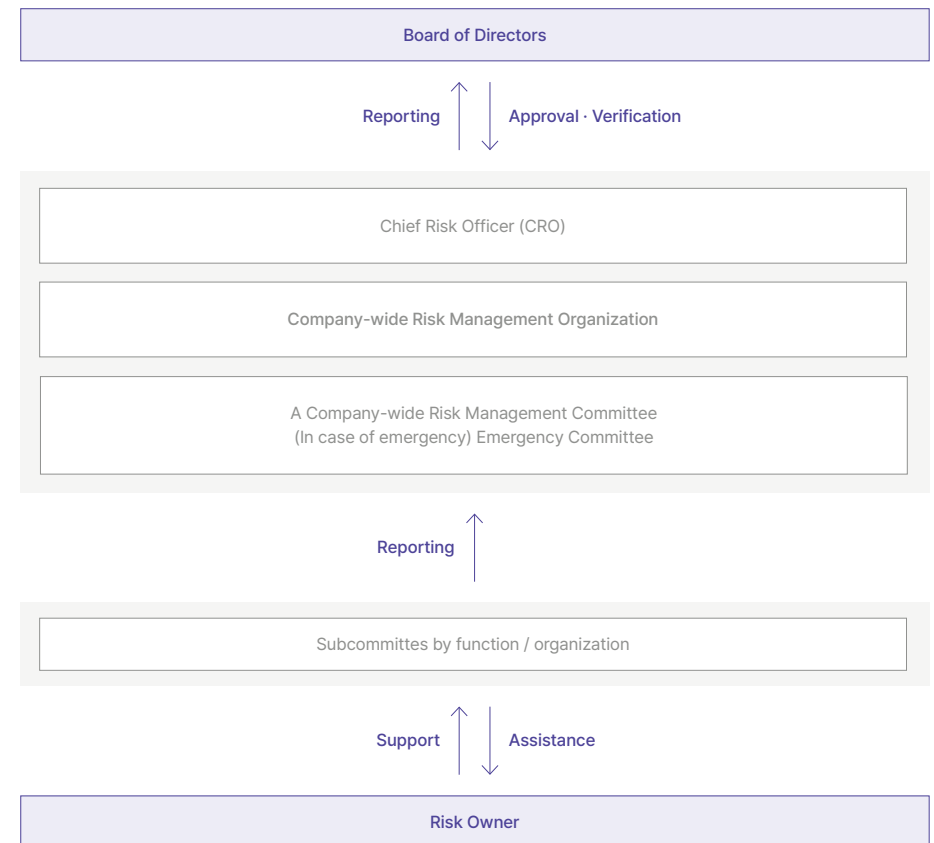 Board of Directors
Reporting
Approval · Verification
Chief Risk Officer (CRO)
Company-wide Risk Management Organization
A Company-wide Risk Management Committee
(In case of emergency) Emergency Committee
Reporting
Subcommittes by function / organization
Support
Assistance
Risk Owner